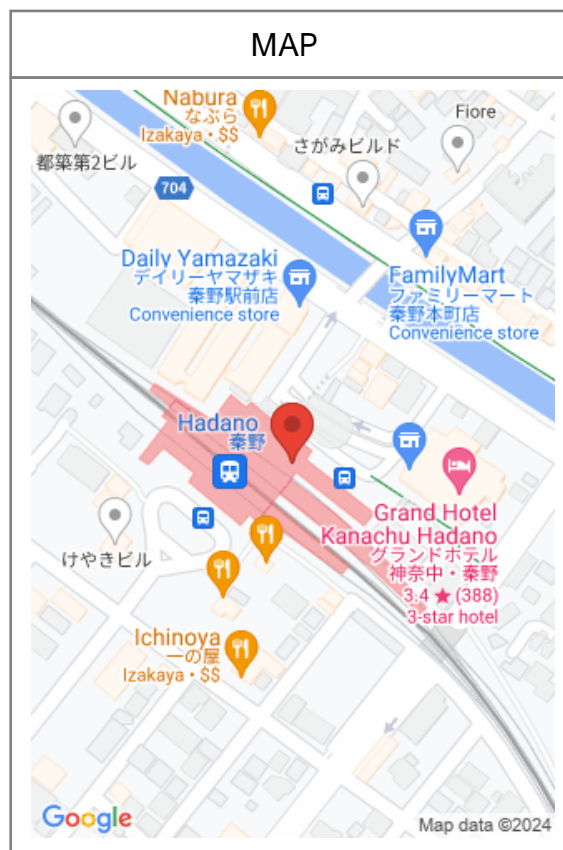 MAP
Nabura
なぶら
Izakaya • $$
Fiore
さがみビルド
都築第2ビル
704
Daily Yamazaki
デイリーヤマザキ
秦野駅前店
Convenience store
FamilyMart
ファミリーマート
秦野本町店
Convenience store
Hadano
秦野
Grand Hotel
Kanachu Hadano
グランドホテル
神奈中・秦野
3.4 ★ (388)
3-star hotel
けやきビル
Ichinoya
一の屋
Izakaya • $$
Google
Map data ©2024